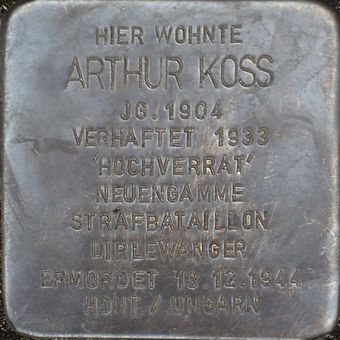 HIER WOHNTE
ARTHUR KOSS
JG. 1904
VERHAFTET 1933
'HOCHVERRAT'
NEUENGAMME
STRAFBATAILLON
DIRLEWANGER
ERMORDET 13.12.1944
HONT / UNGARN